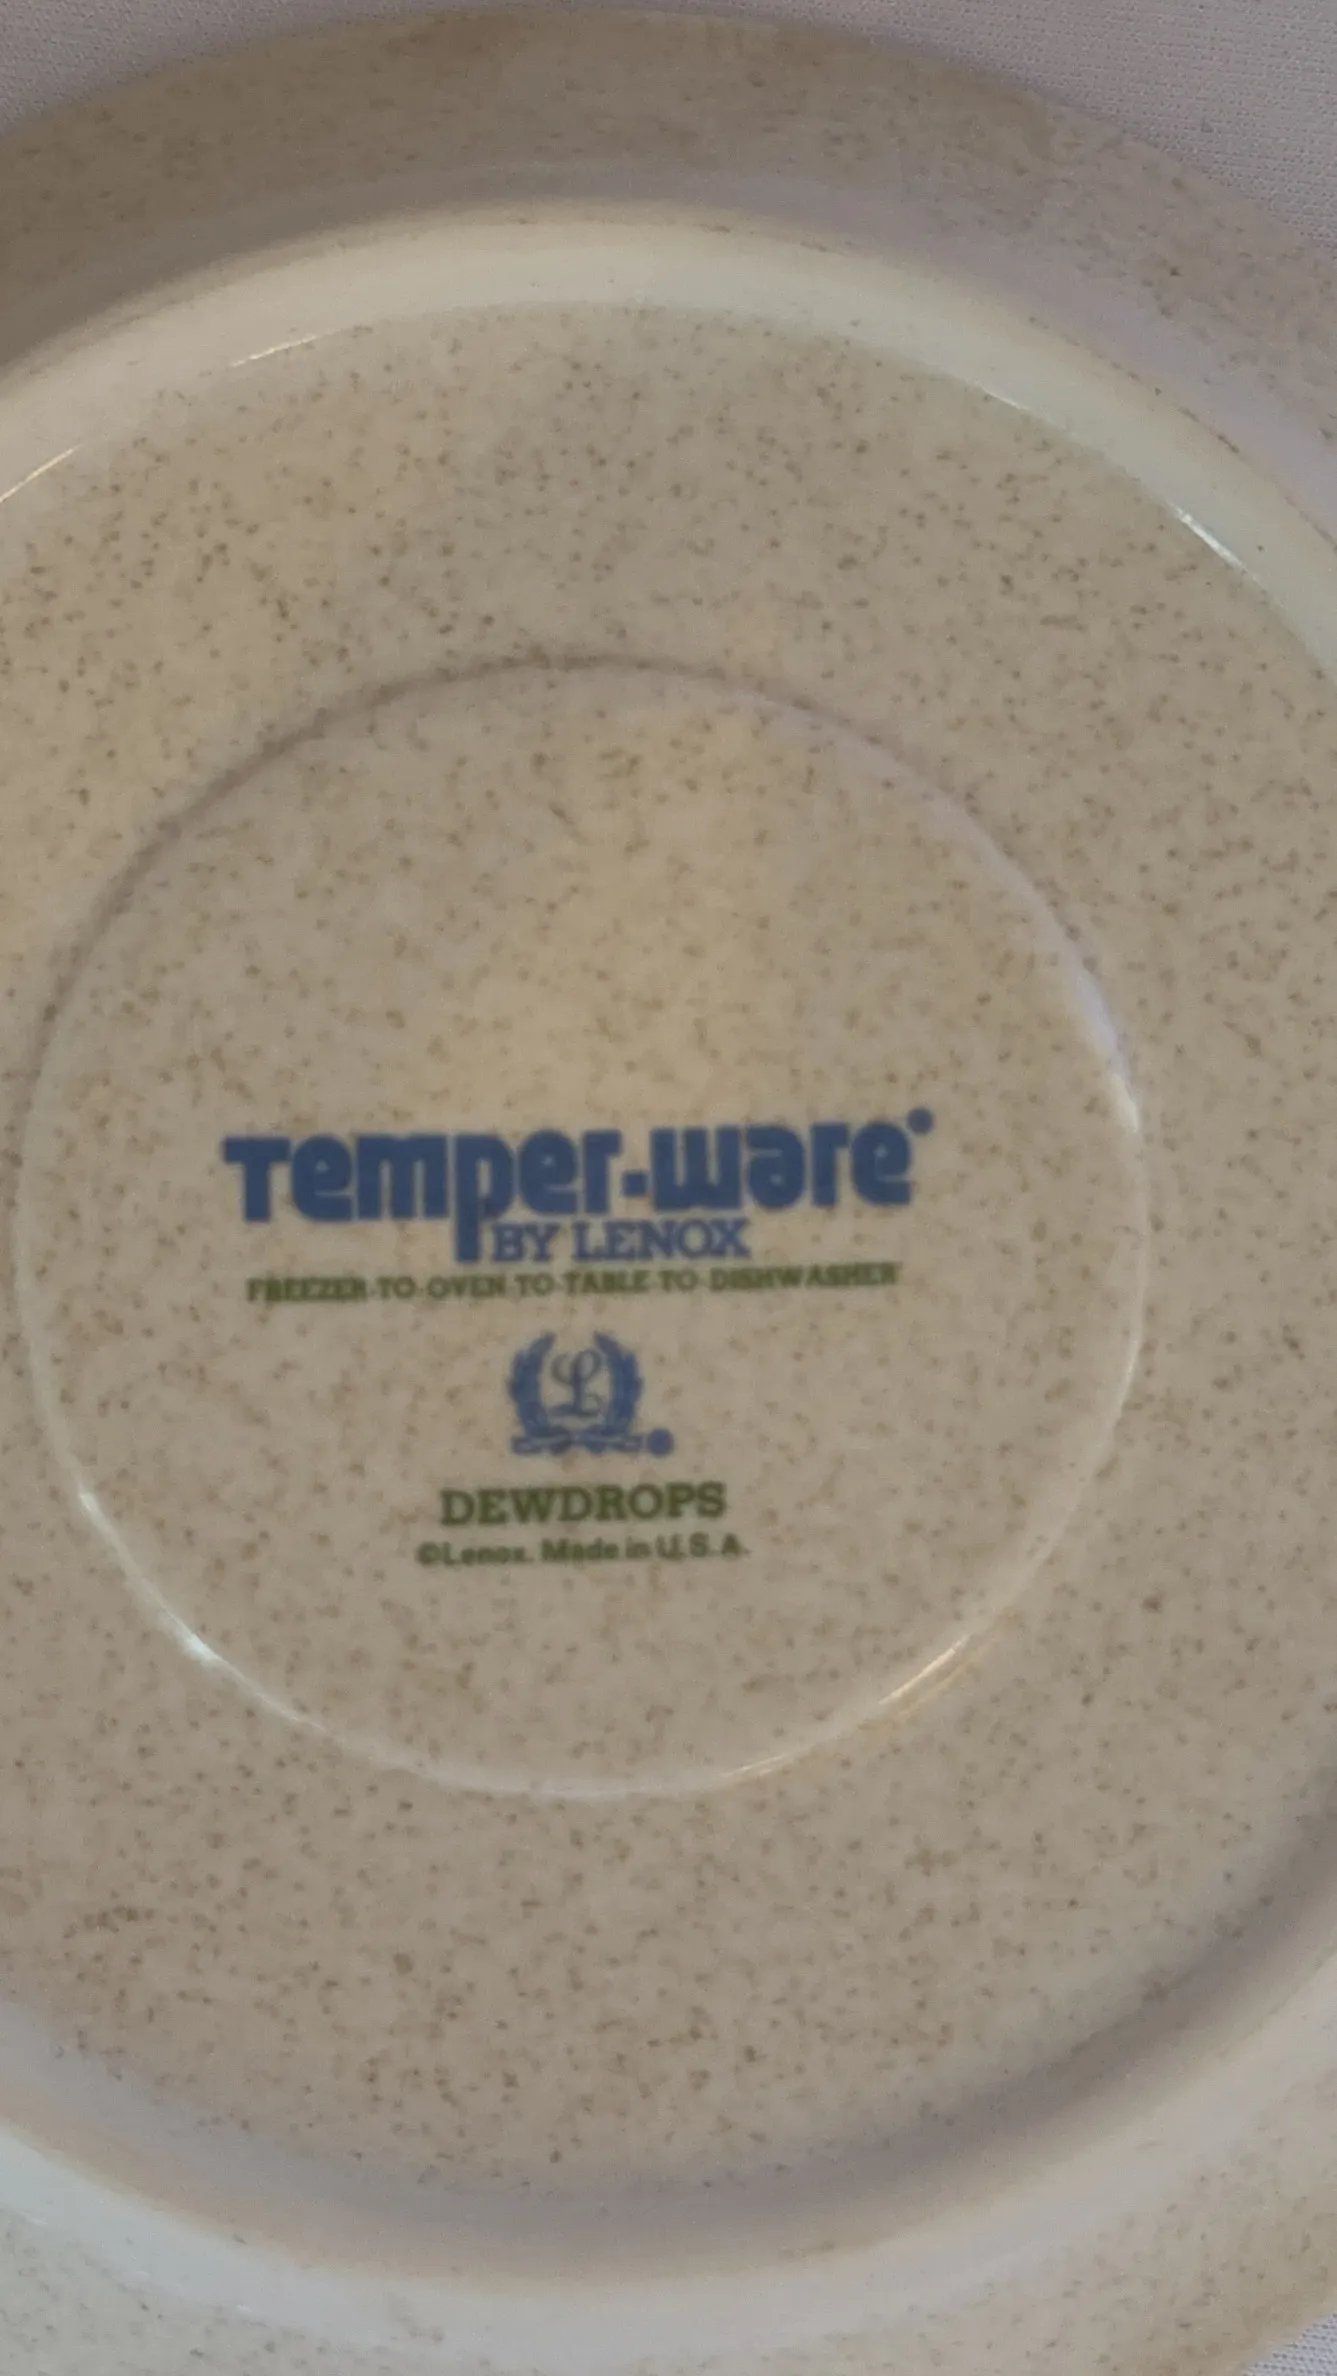 Temper-ware®
BY LENOX
FREEZER-TO-OVEN-TO-TABLE-TO-DISHWASHER
L
DEWDROPS
©Lenox. Made in U.S.A.